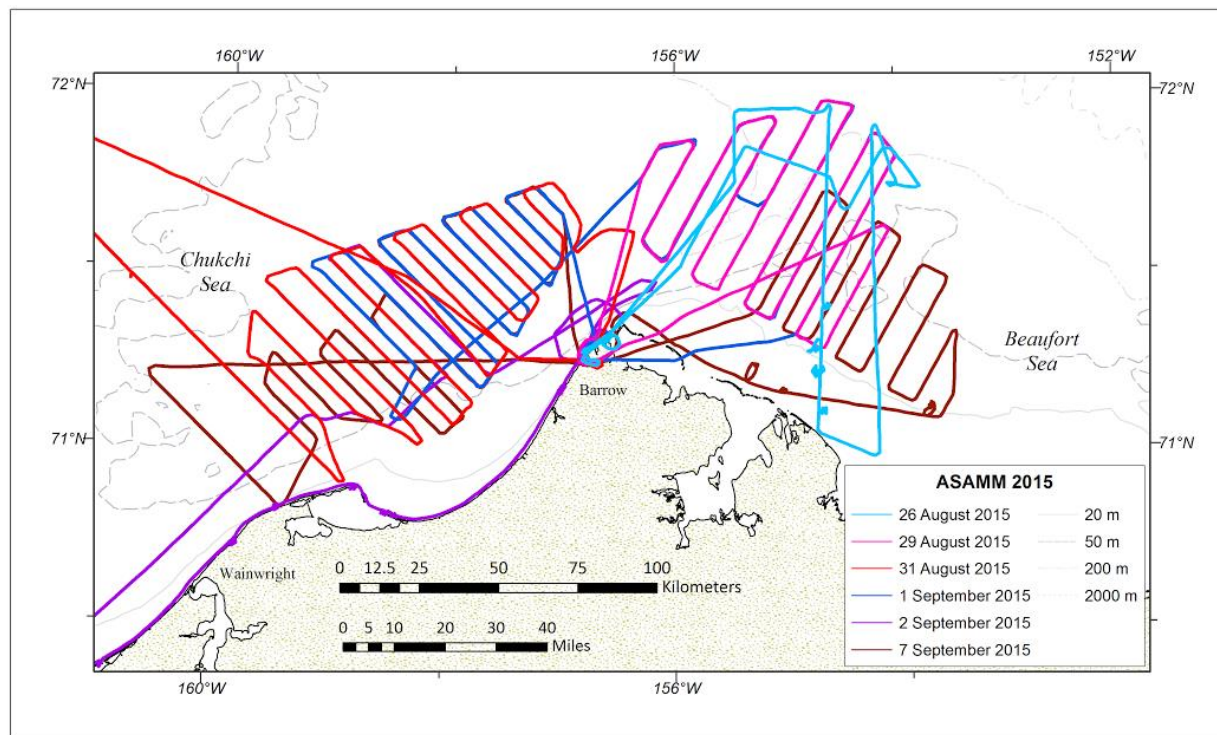 160°W 156°W 152°W
72°N 72°N
Chukchi
Sea
Beaufort
Sea
Barrow
71°N 71°N
ASAMM 2015
26 August 2015 20 m
29 August 2015 50 m
31 August 2015 200 m
1 September 2015 2000 m
2 September 2015
7 September 2015
Wainwright
0 12.5 25 50 75 100
Kilometers
0 5 10 20 30 40
Miles
160°W 156°W